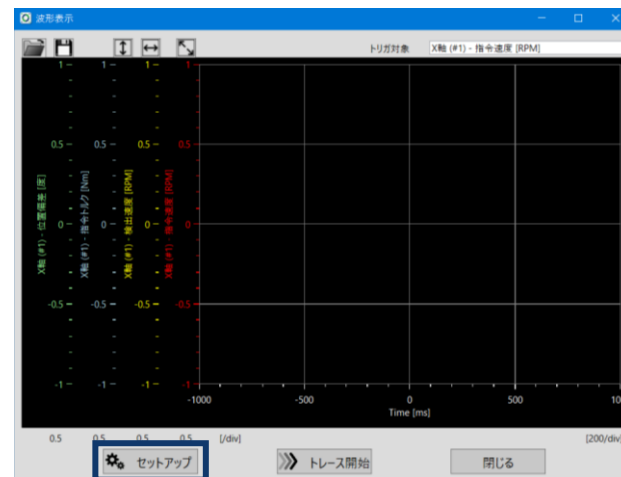 波形表示
トリガ対象 X軸 (#1) - 指令速度 [RPM]
1 1 1 1
0.5 0.5 0.5 0.5
X軸 (#1) - 位置偏差 [度]
X軸 (#1) - 指令トルク [Nm]
X軸 (#1) - 検出速度 [RPM]
X軸 (#1) - 指令速度 [RPM]
0 0 0 0
-0.5 -0.5 -0.5 -0.5
-1 -1 -1 -1
-1000 -500 0 500 10
Time [ms]
0.5 0.5 0.5 0.5 [/div] [200/div]
セットアップ トレース開始 閉じる